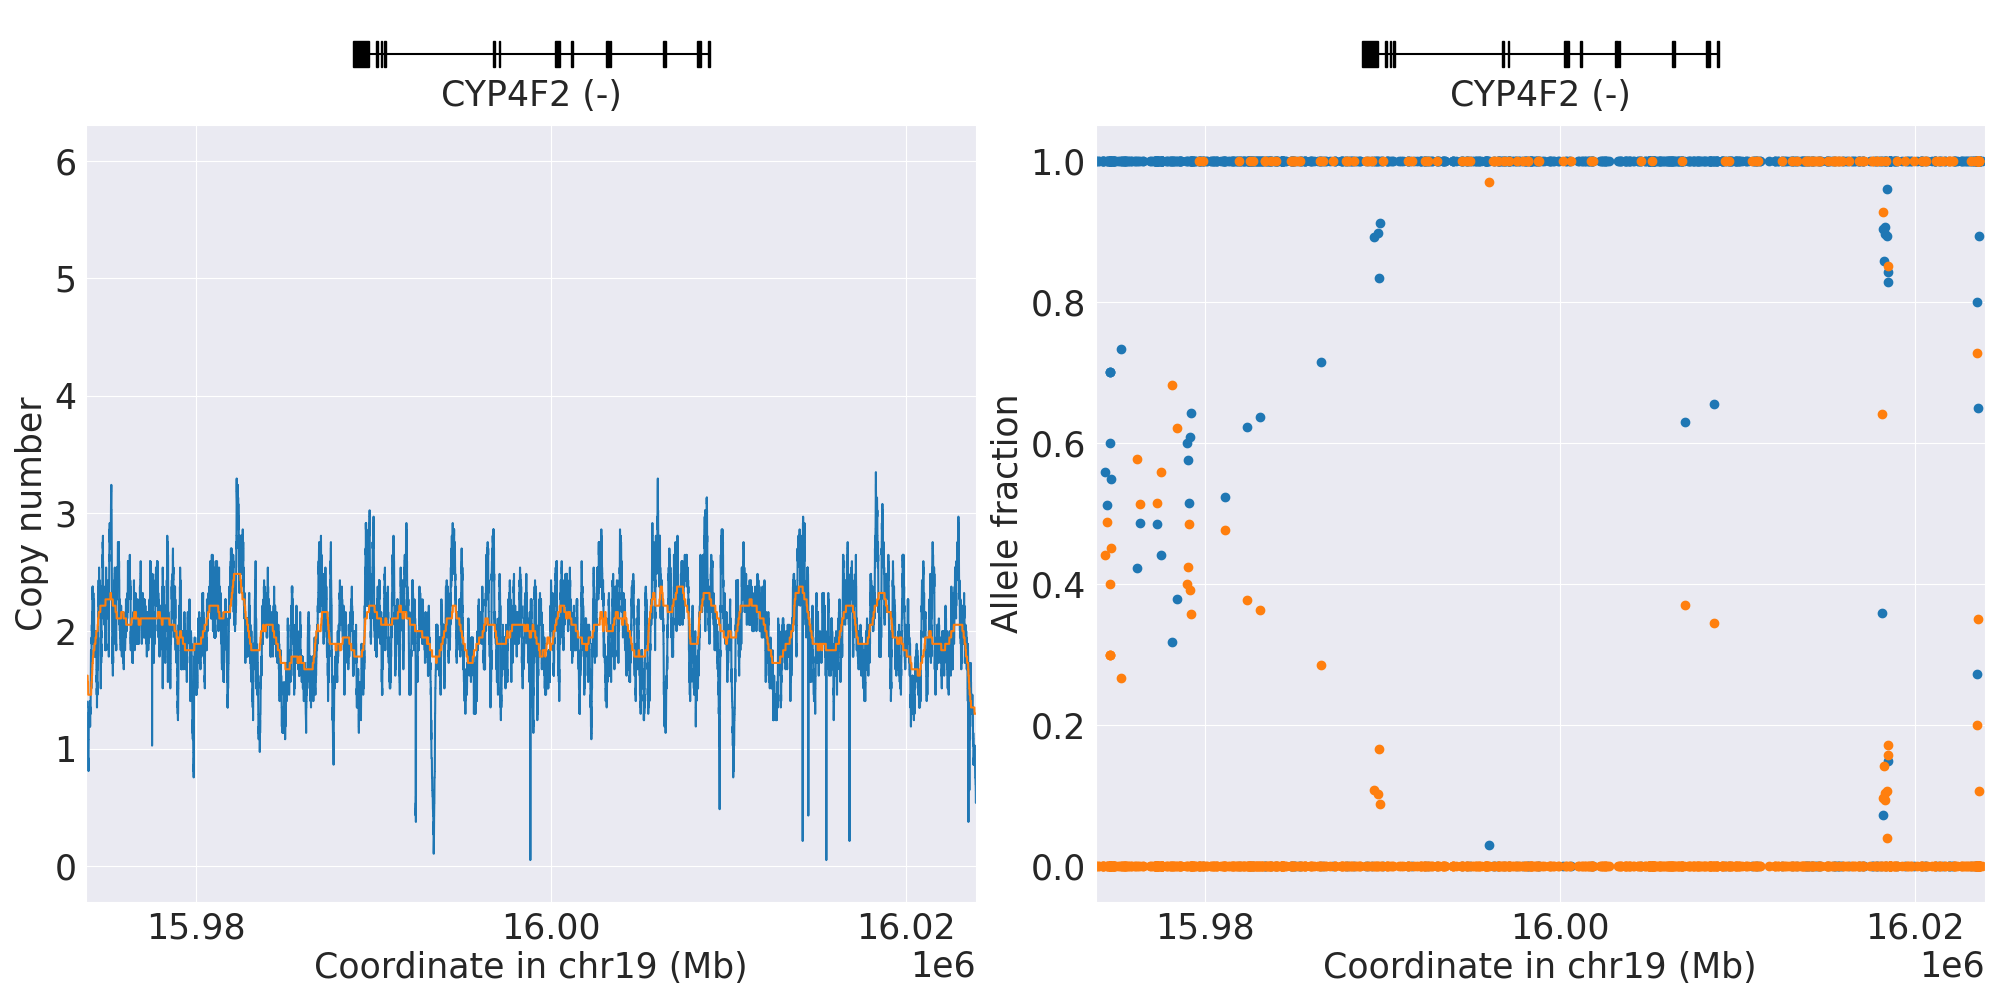 CYP4F2 (-)
6
5
4
3
2
1
0
Copy number
15.98
16.00
16.02
Coordinate in chr19 (Mb)
1e6
CYP4F2 (-)
1.0
0.8
0.6
0.4
0.2
0.0
Allele fraction
15.98
16.00
16.02
Coordinate in chr19 (Mb)
1e6